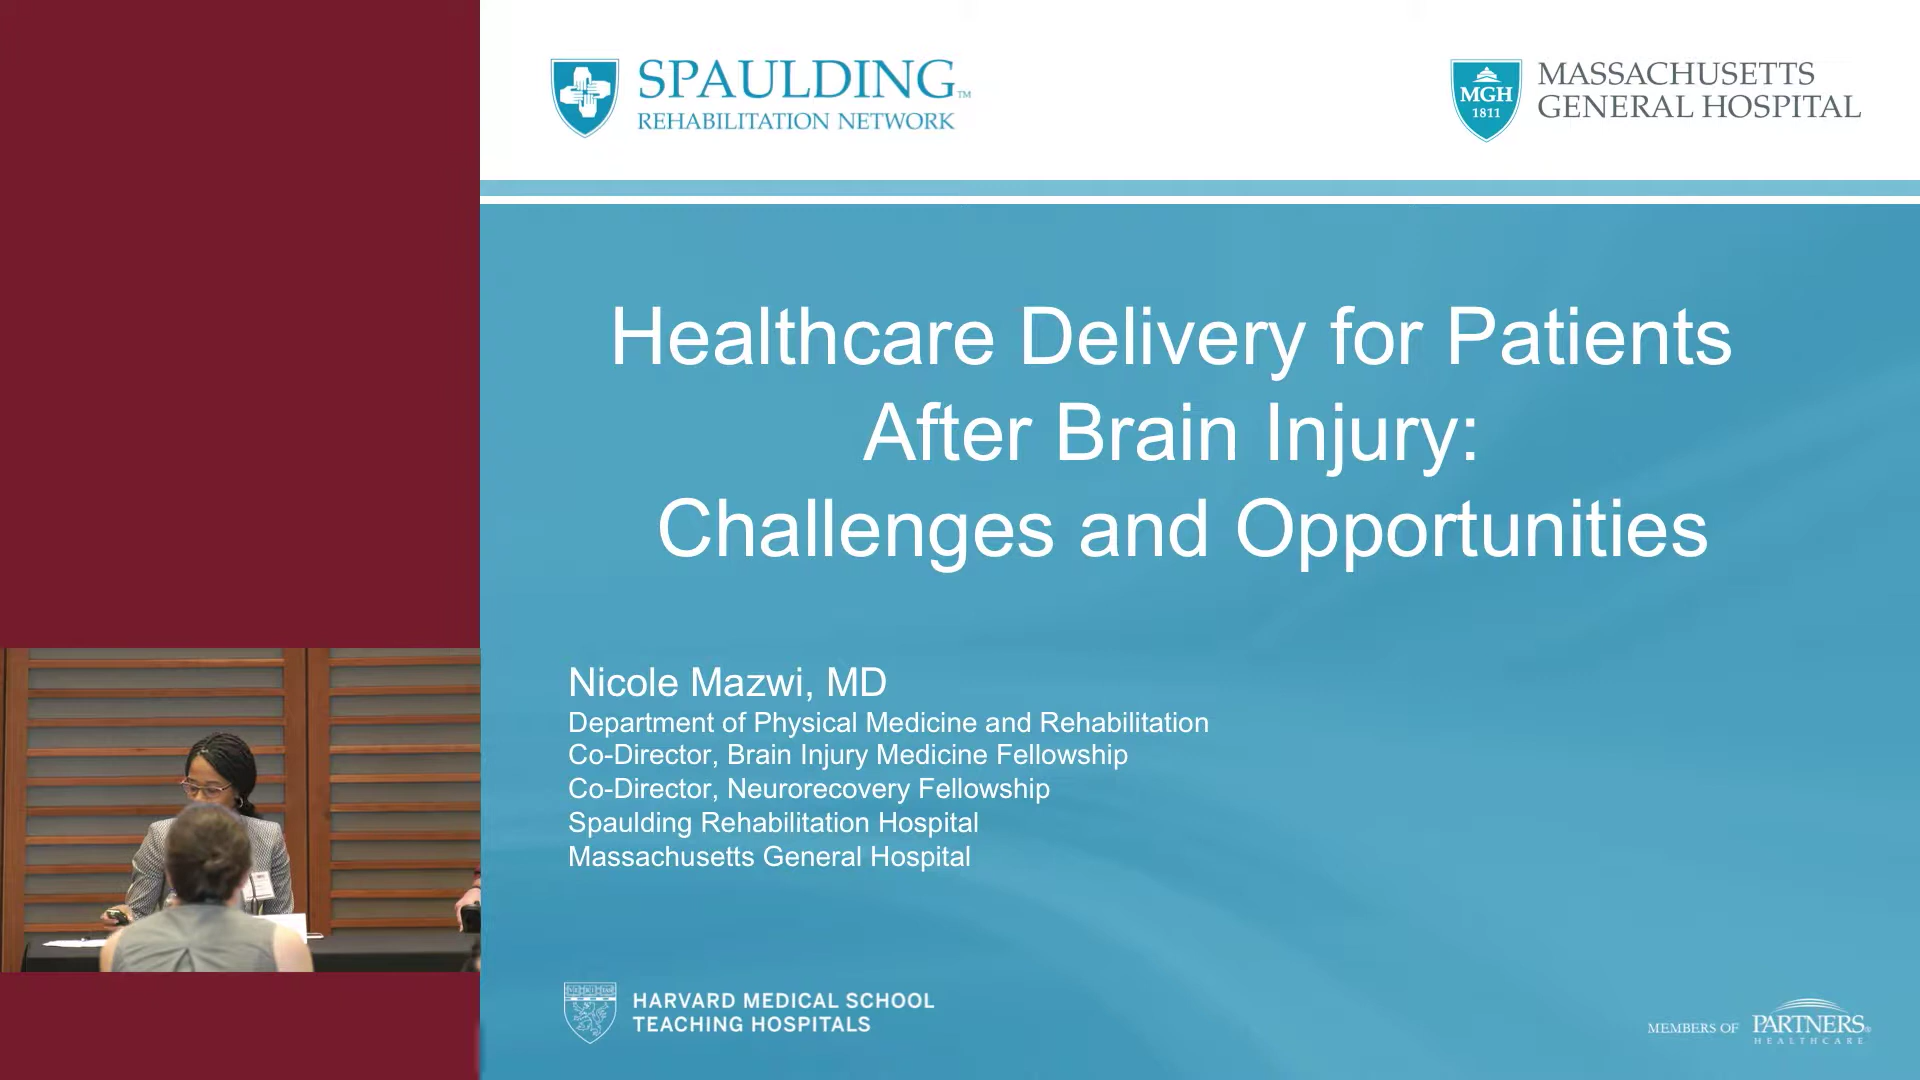 SPAULDING™
REHABILITATION NETWORK
MGH
1811
MASSACHUSETTS
GENERAL HOSPITAL
Healthcare Delivery for Patients
After Brain Injury:
Challenges and Opportunities
Nicole Mazwi, MD
Department of Physical Medicine and Rehabilitation
Co-Director, Brain Injury Medicine Fellowship
Co-Director, Neurorecovery Fellowship
Spaulding Rehabilitation Hospital
Massachusetts General Hospital
HARVARD MEDICAL SCHOOL
TEACHING HOSPITALS
MEMBERS OF PARTNERS®
HEALTHCARE